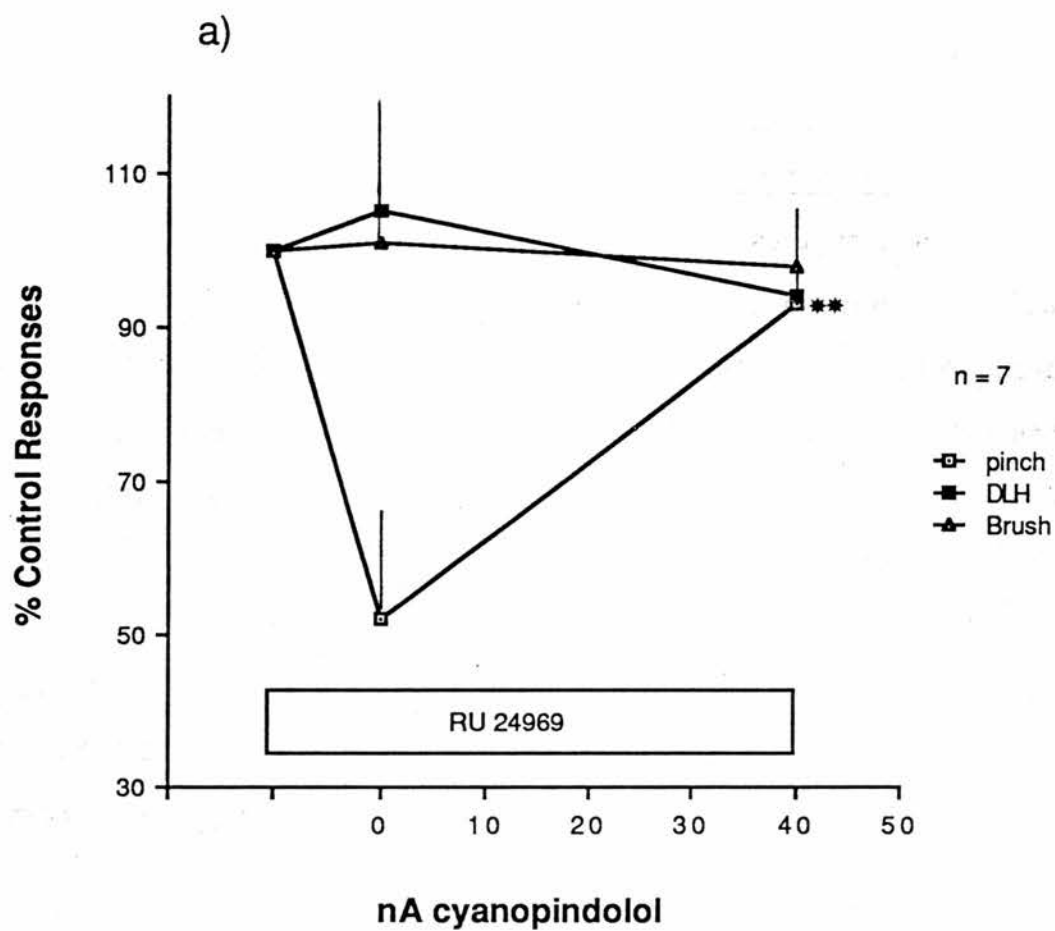 a)
% Control Responses
110
90
70
50
30
n = 7
pinch
DLH
Brush
**
RU 24969
0 10 20 30 40 50
nA cyanopindolol